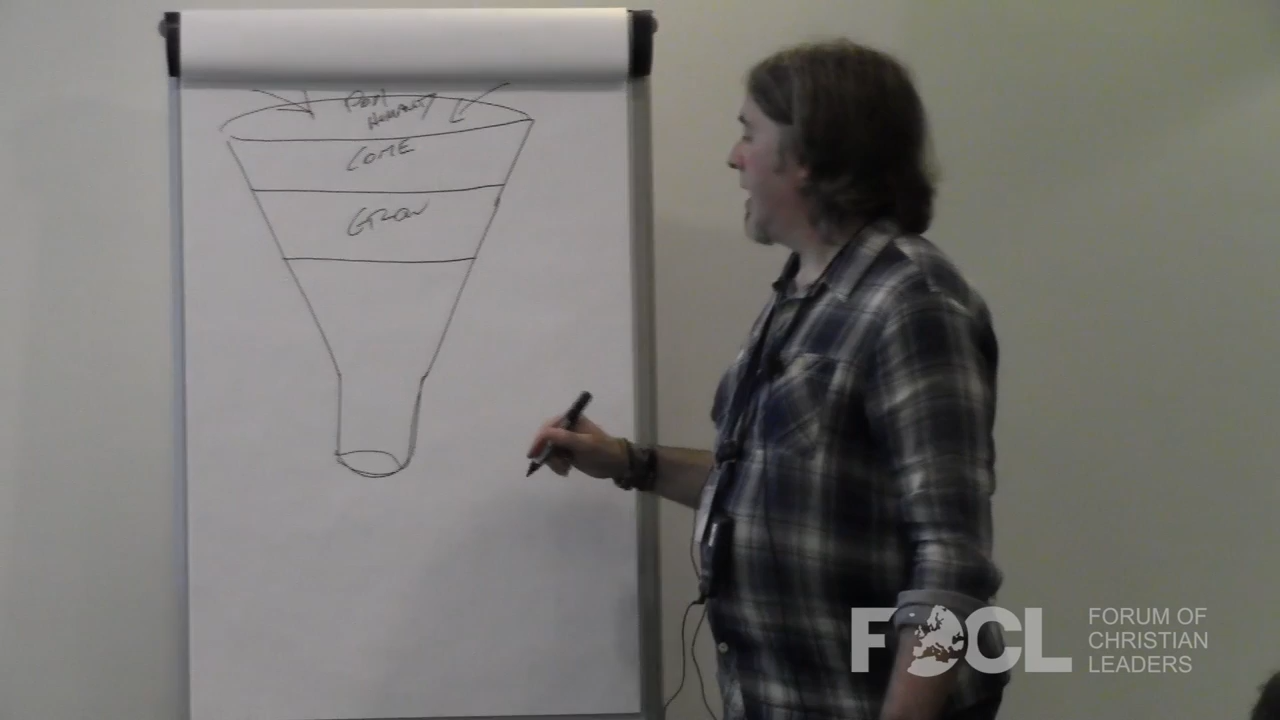 COME
GROW
FOCL
FORUM OF
CHRISTIAN
LEADERS